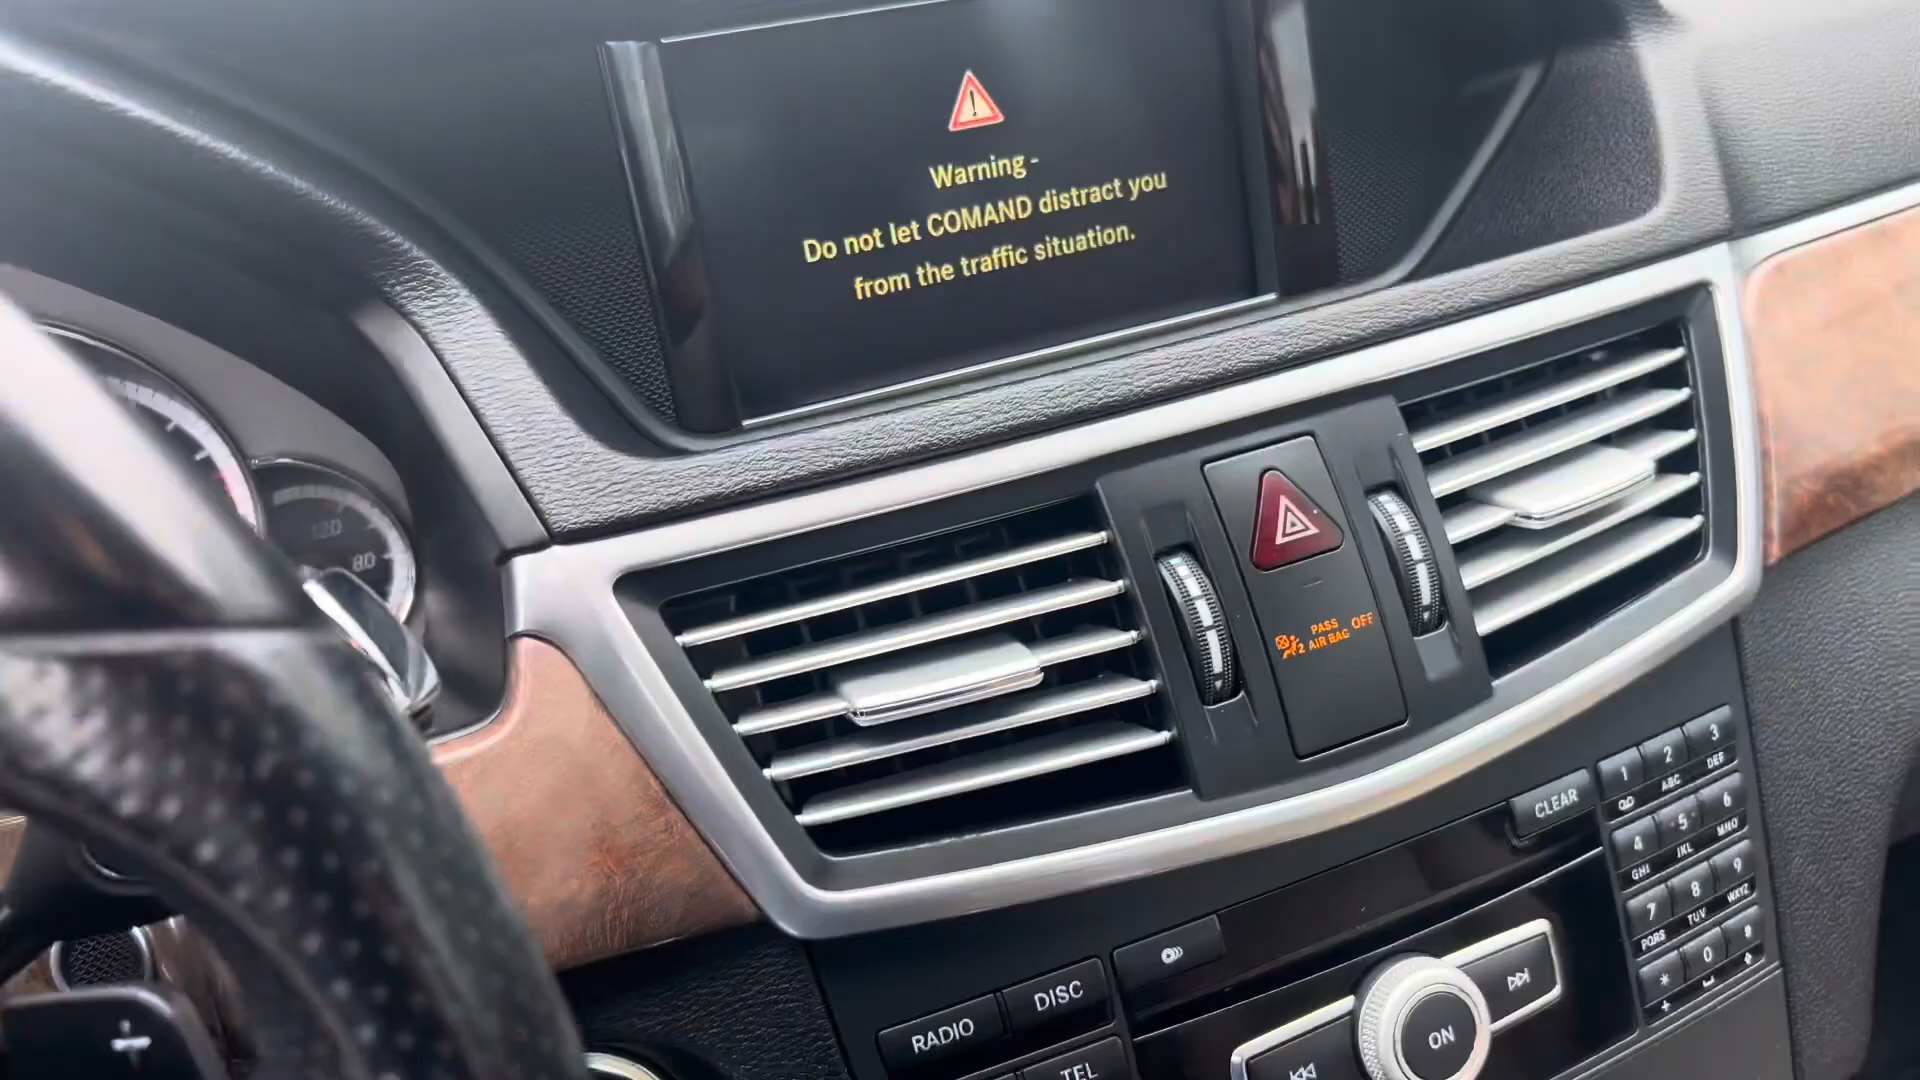 Warning -
Do not let COMAND distract you
from the traffic situation.
120
80
PASS
2 AIR BAG OFF
CLEAR
1
2 ABC
3 DEF
4 GHI
5 JKL
6 MNO
7 PQRS
8 TUV
9 WXYZ
*
0
#
+
RADIO
DISC
TEL
ON